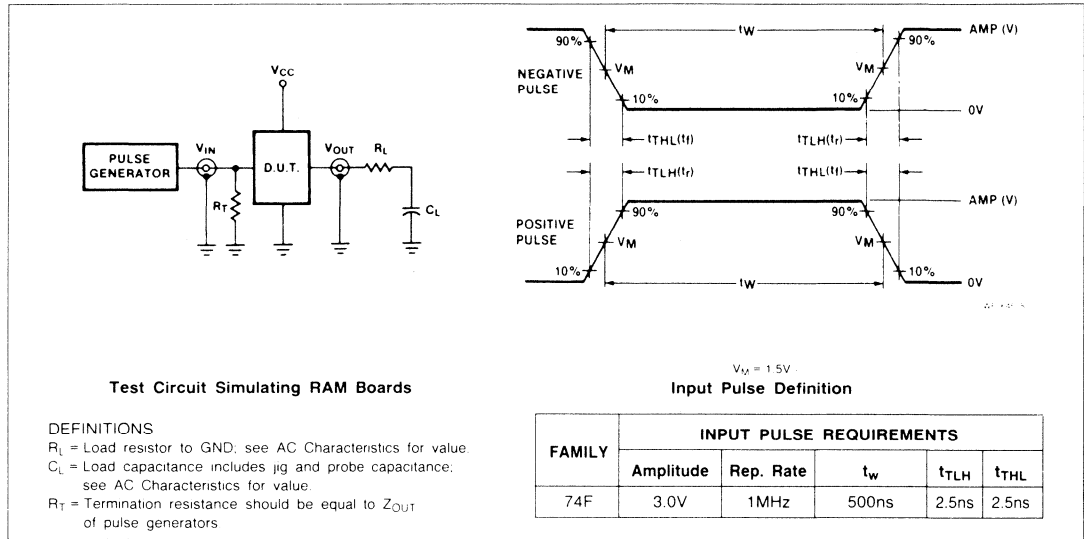 VCC
PULSE
GENERATOR
VIN
RT
D.U.T.
VOUT
RL
CL
tW
AMP (V)
90%
90%
NEGATIVE
PULSE
VM
VM
10%
10%
0V
tTHL(tf)
tTLH(tr)
tTLH(tr)
tTHL(tf)
AMP (V)
90%
90%
POSITIVE
PULSE
VM
VM
10%
10%
tW
0V
VM = 1.5V
Test Circuit Simulating RAM Boards
Input Pulse Definition
DEFINITIONS
RL = Load resistor to GND; see AC Characteristics for value.
CL = Load capacitance includes jig and probe capacitance;
see AC Characteristics for value.
RT = Termination resistance should be equal to ZOUT
of pulse generators
FAMILY
INPUT PULSE REQUIREMENTS
Amplitude Rep. Rate tw tTLH tTHL
74F 3.0V 1MHz 500ns 2.5ns 2.5ns